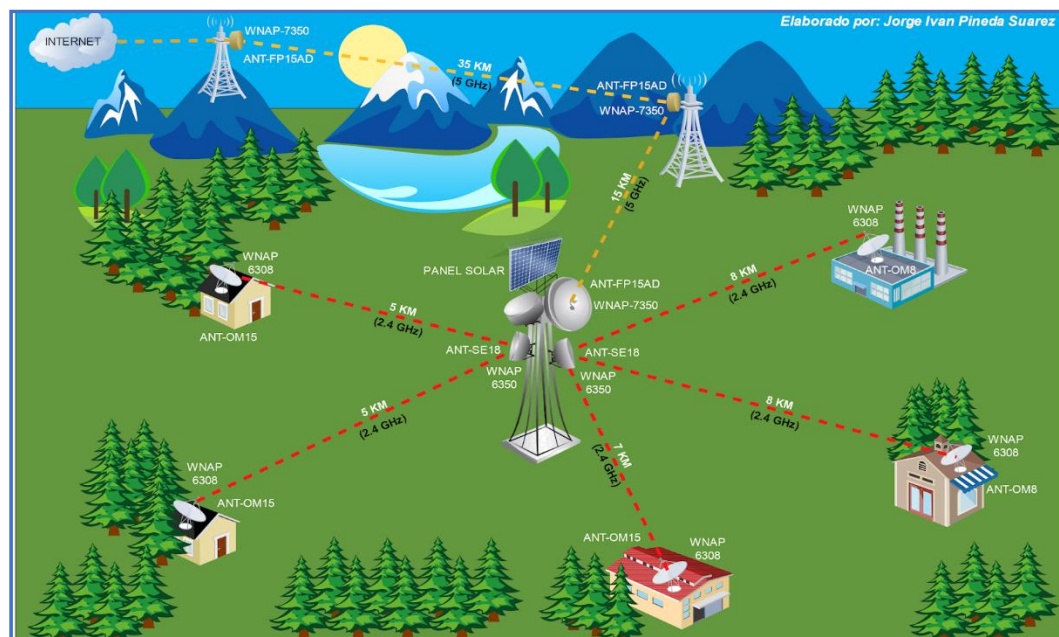 Elaborado por: Jorge Ivan Pineda Suarez
INTERNET
WNAP-7350
ANT-FP15AD
35 KM
(5 GHz)
ANT-FP15AD
WNAP-7350
15 KM
(5 GHz)
WNAP
6308
ANT-OM8
8 KM
(2.4 GHz)
PANEL SOLAR
ANT-FP15AD
WNAP-7350
WNAP
6308
ANT-OM15
5 KM
(2.4 GHz)
ANT-SE18
WNAP
6350
ANT-SE18
WNAP
6350
5 KM
(2.4 GHz)
8 KM
(2.4 GHz)
7 KM
(2.4 GHz)
WNAP
6308
ANT-OM8
WNAP
6308
ANT-OM15
ANT-OM15
WNAP
6308